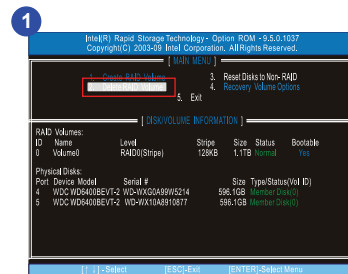 1
Intel(R) Rapid Storage Technology - Option ROM - 9.5.0.1037
Copyright(C) 2003-09 Intel Corporation. All Rights Reserved.
[ MAIN MENU ]
1. Create RAID Volume 3. Reset Disks to Non- RAID
2. Delete RAID Volume 4. Recovery Volume Options
5. Exit
[ DISK/VOLUME INFORMATION ]
RAID Volumes:
ID Name Level Stripe Size Status Bootable
0 Volume0 RAID0(Stripe) 128KB 1.1TB Normal Yes
Physical Disks:
Port Device Model Serial # Size Type/Status(Vol ID)
4 WDC WD6400BEVT-2 WD-WXG0A99W5214 596.1GB Member Disk(0)
5 WDC WD6400BEVT-2 WD-WX10A8910877 596.1GB Member Disk(0)
[↑↓]-Select [ESC]-Exit [ENTER]-Select Menu